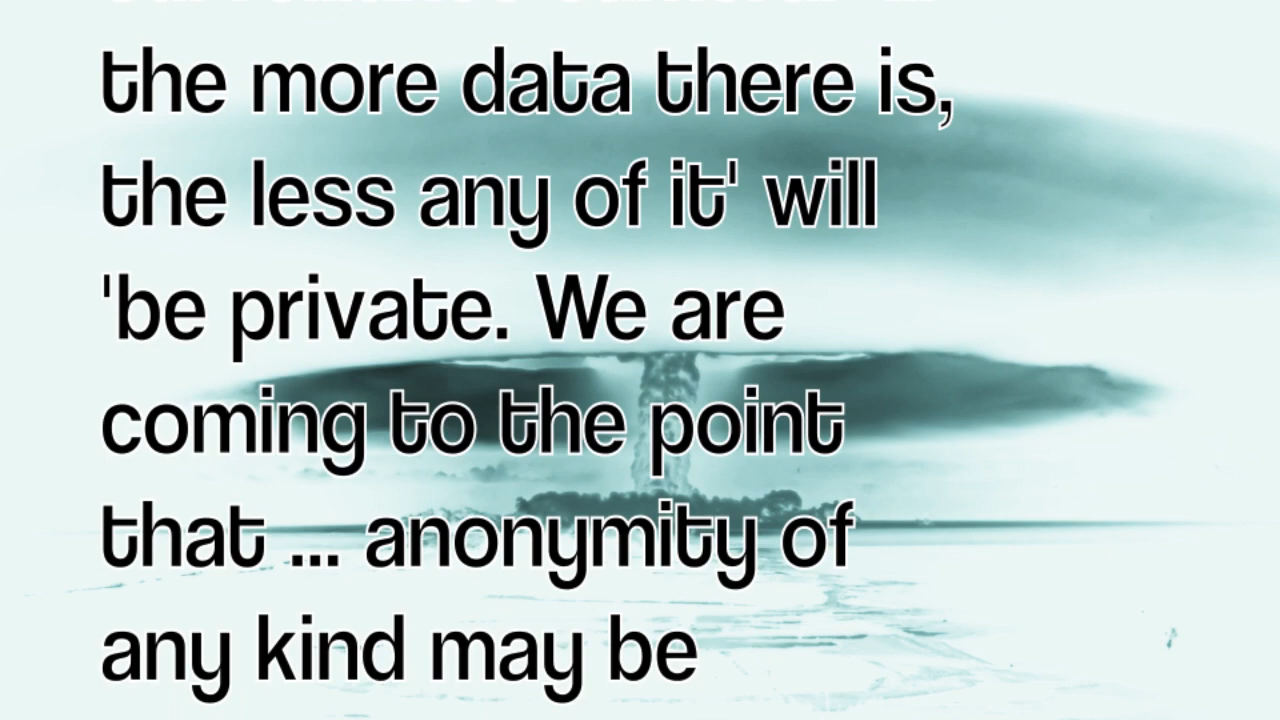 the more data there is,
the less any of it' will
'be private. We are
coming to the point
that ... anonymity of
any kind may be